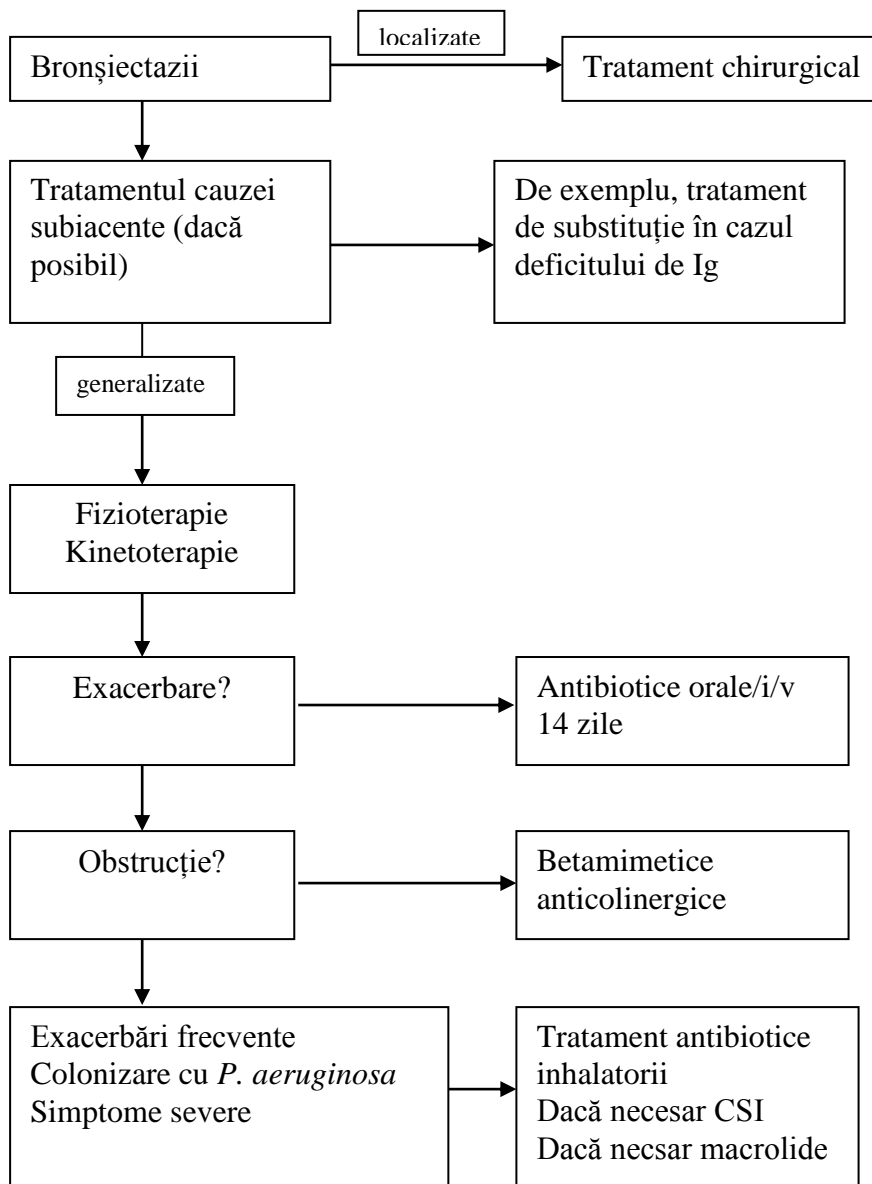 localizate
Bronșiectazii
Tratament chirurgical
Tratamentul cauzei
subiacente (dacă
posibil)
De exemplu, tratament
de substituție în cazul
deficitului de Ig
generalizate
Fizioterapie
Kinetoterapie
Exacerbare?
Antibiotice orale/i/v
14 zile
Obstrucție?
Betamimetice
anticolinergice
Exacerbări frecvente
Colonizare cu P. aeruginosa
Simptome severe
Tratament antibiotice
inhalatorii
Dacă necesar CSI
Dacă necsar macrolide